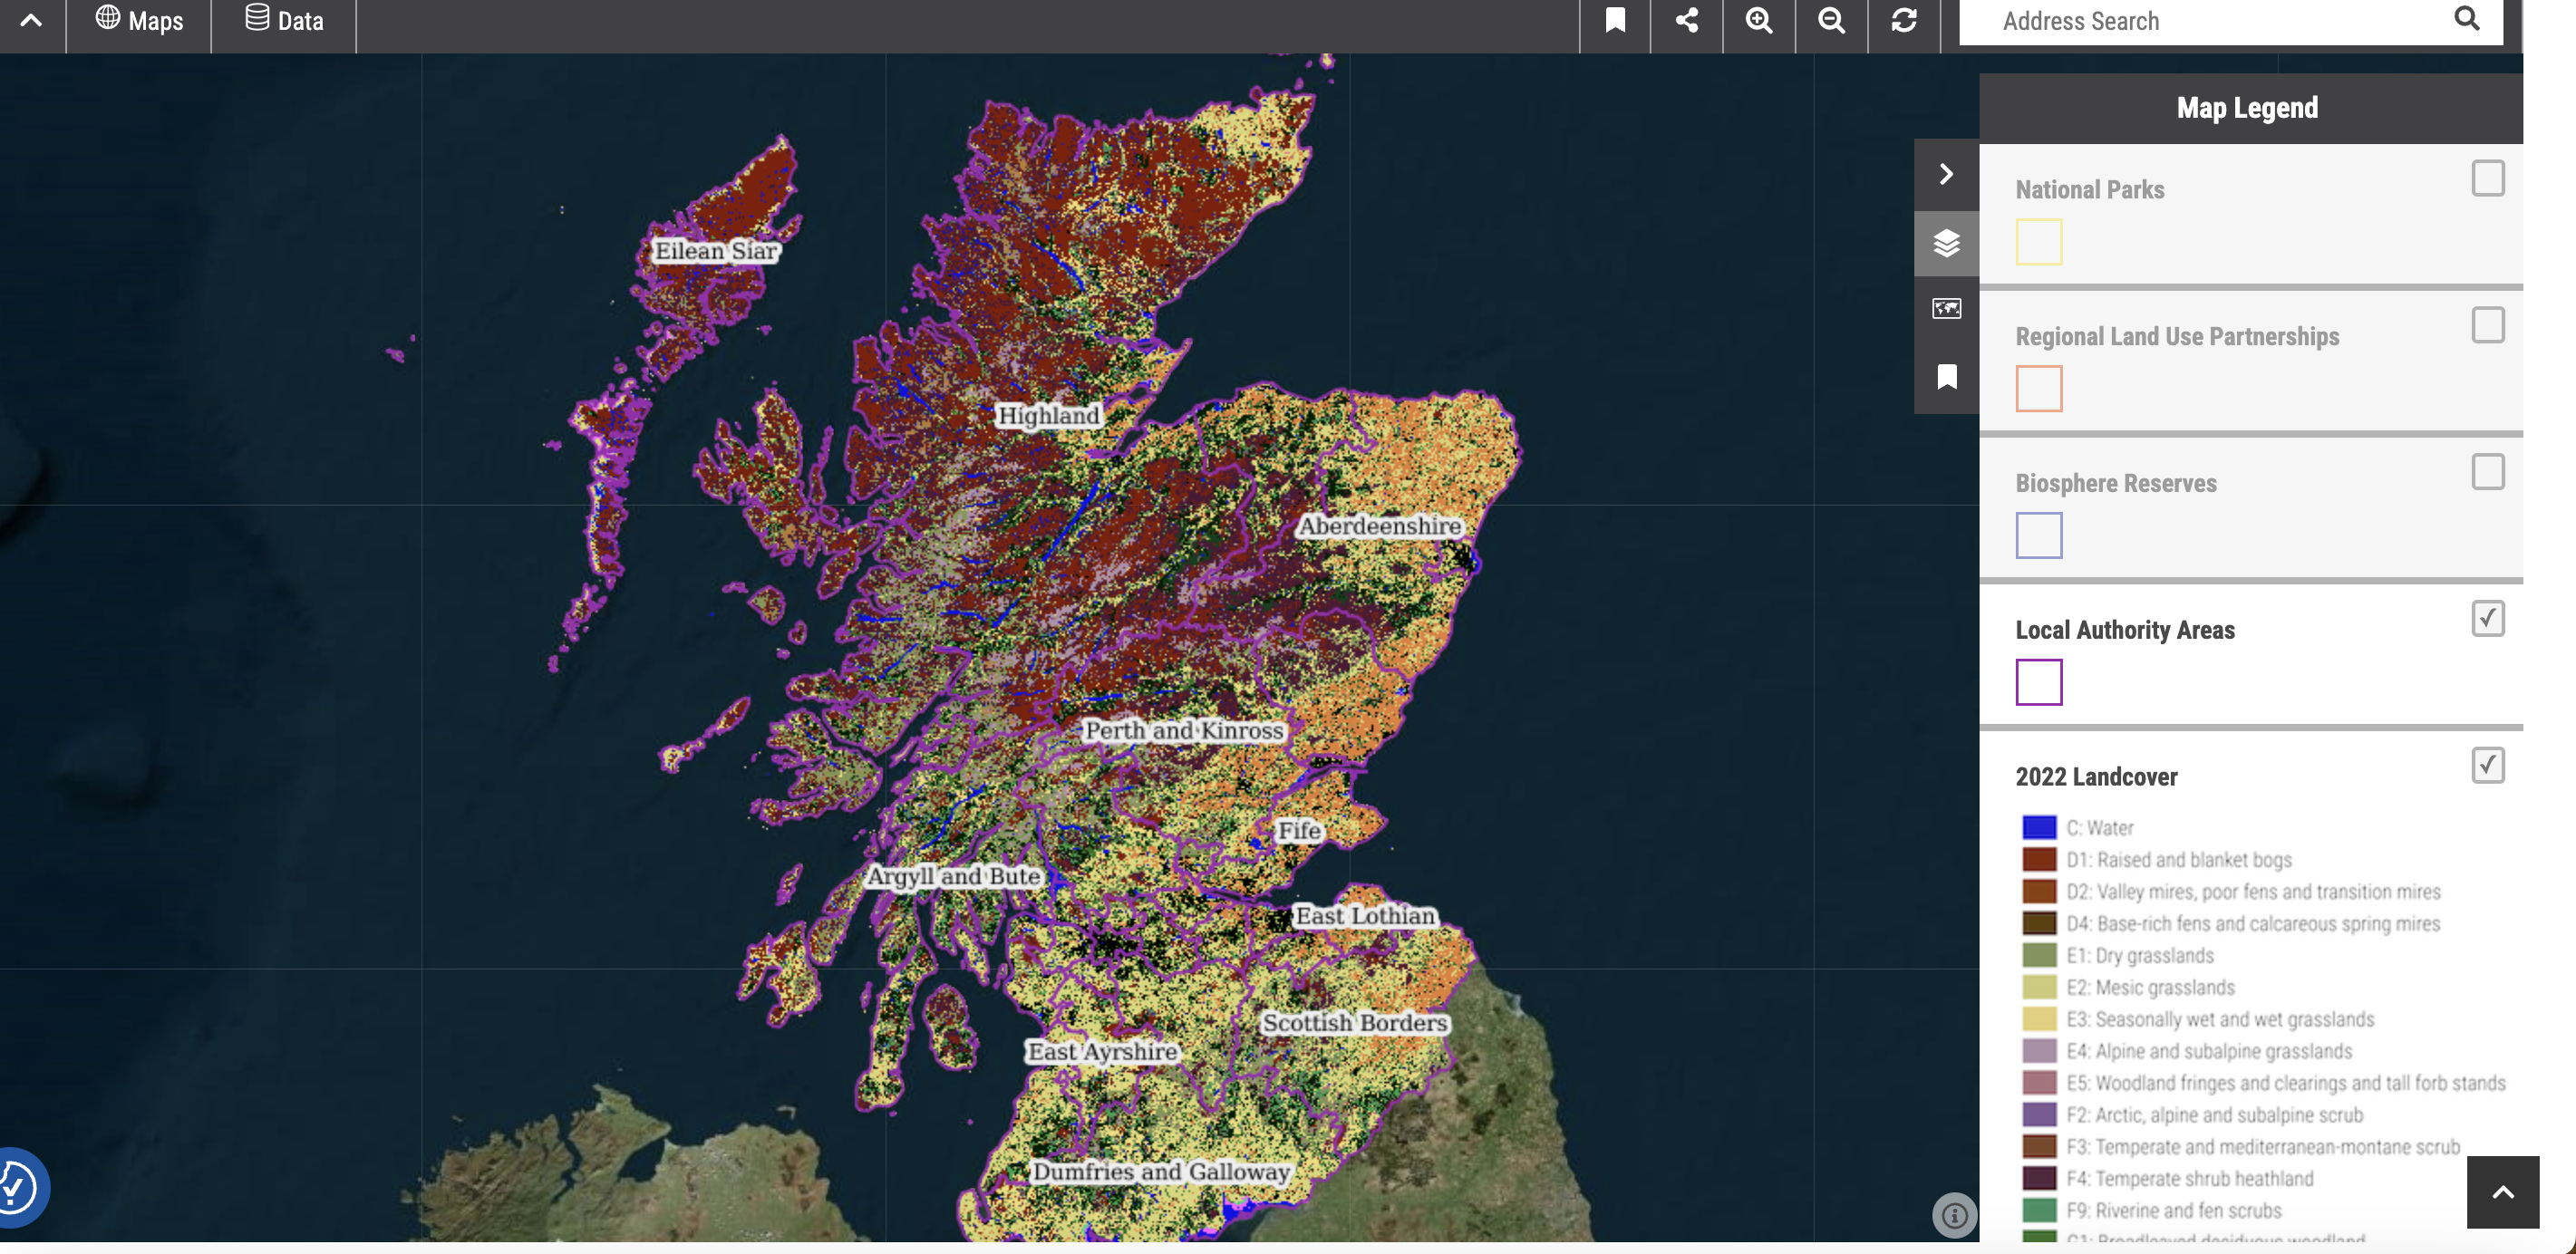 Maps
Data
Address Search
Map Legend
National Parks
Regional Land Use Partnerships
Biosphere Reserves
Local Authority Areas
2022 Landcover
C: Water
D1: Raised and blanket bogs
D2: Valley mires, poor fens and transition mires
D4: Base-rich fens and calcareous spring mires
E1: Dry grasslands
E2: Mesic grasslands
E3: Seasonally wet and wet grasslands
E4: Alpine and subalpine grasslands
E5: Woodland fringes and clearings and tall forb stands
F2: Arctic, alpine and subalpine scrub
F3: Temperate and mediterranean-montane scrub
F4: Temperate shrub heathland
F9: Riverine and fen scrubs
G1: Broadleaved deciduous woodland
Eilean Siar
Highland
Aberdeenshire
Perth and Kinross
Fife
Argyll and Bute
East Lothian
Scottish Borders
East Ayrshire
Dumfries and Galloway